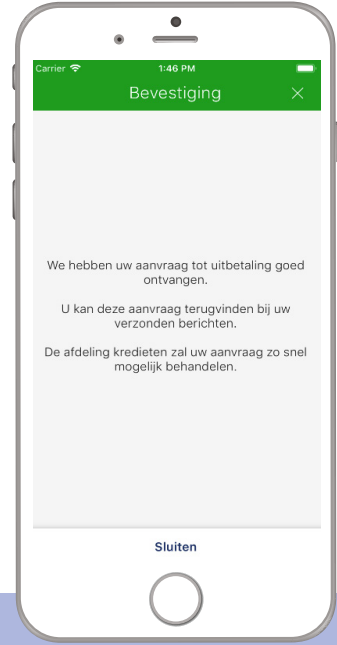 Carrier 1:46 PM
Bevestiging
We hebben uw aanvraag tot uitbetaling goed
ontvangen.
U kan deze aanvraag terugvinden bij uw
verzonden berichten.
De afdeling kredieten zal uw aanvraag zo snel
mogelijk behandelen.
Sluiten